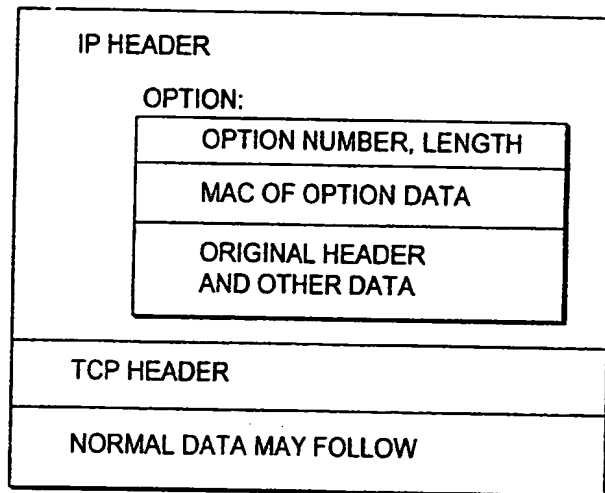 IP HEADER
OPTION:
OPTION NUMBER, LENGTH
MAC OF OPTION DATA
ORIGINAL HEADER
AND OTHER DATA
TCP HEADER
NORMAL DATA MAY FOLLOW